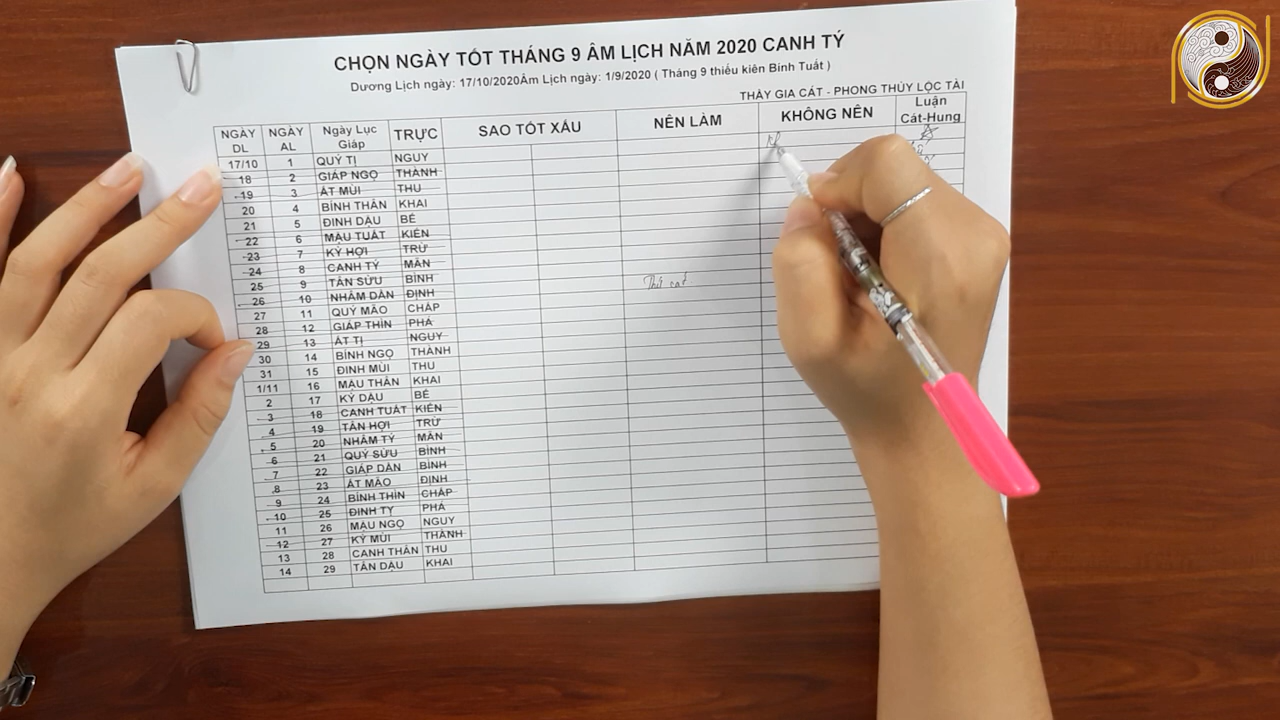 CHỌN NGÀY TỐT THÁNG 9 ÂM LỊCH NĂM 2020 CANH TÝ
Dương Lịch ngày: 17/10/2020Âm Lịch ngày: 1/9/2020 ( Tháng 9 thiếu kiên Bính Tuất )
THẦY GIA CÁT - PHONG THỦY LỘC TÀI
NGÀY DL NGÀY AL Ngày Lục Giáp TRỰC SAO TỐT XẤU NÊN LÀM KHÔNG NÊN Luận Cát-Hung
17/10 1 QUÝ TỊ NGUY
18 2 GIÁP NGỌ THÀNH
19 3 ẤT MÙI THU
20 4 BÍNH THÂN KHAI
21 5 ĐINH DẬU BẾ
22 6 MẬU TUẤT KIÊN
23 7 KỶ HỢI TRỪ
24 8 CANH TÝ MÃN
25 9 TÂN SỬU BÌNH
26 10 NHÂM DẦN ĐỊNH
27 11 QUÝ MÃO CHẤP
28 12 GIÁP THÌN PHÁ
29 13 ẤT TỊ NGUY
30 14 BÍNH NGỌ THÀNH
31 15 ĐINH MÙI THU
1/11 16 MẬU THÂN KHAI
2 17 KỶ DẬU BẾ
3 18 CANH TUẤT KIÊN
4 19 TÂN HỢI TRỪ
5 20 NHÂM TÝ MÃN
6 21 QUÝ SỬU BÌNH
7 22 GIÁP DẦN BÌNH
8 23 ẤT MÃO ĐỊNH
9 24 BÍNH THÌN CHẤP
10 25 ĐINH TỴ PHÁ
11 26 MẬU NGỌ NGUY
12 27 KỶ MÙI THÀNH
13 28 CANH THÂN THU
14 29 TÂN DẬU KHAI